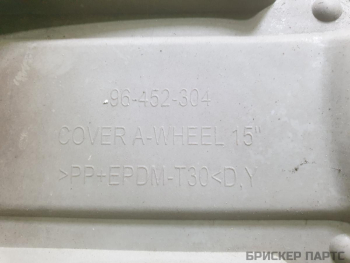 96-452-304
COVER A-WHEEL 15"
>PP+EPDM-T30<D,Y
БРИСКЕР ПАРТС